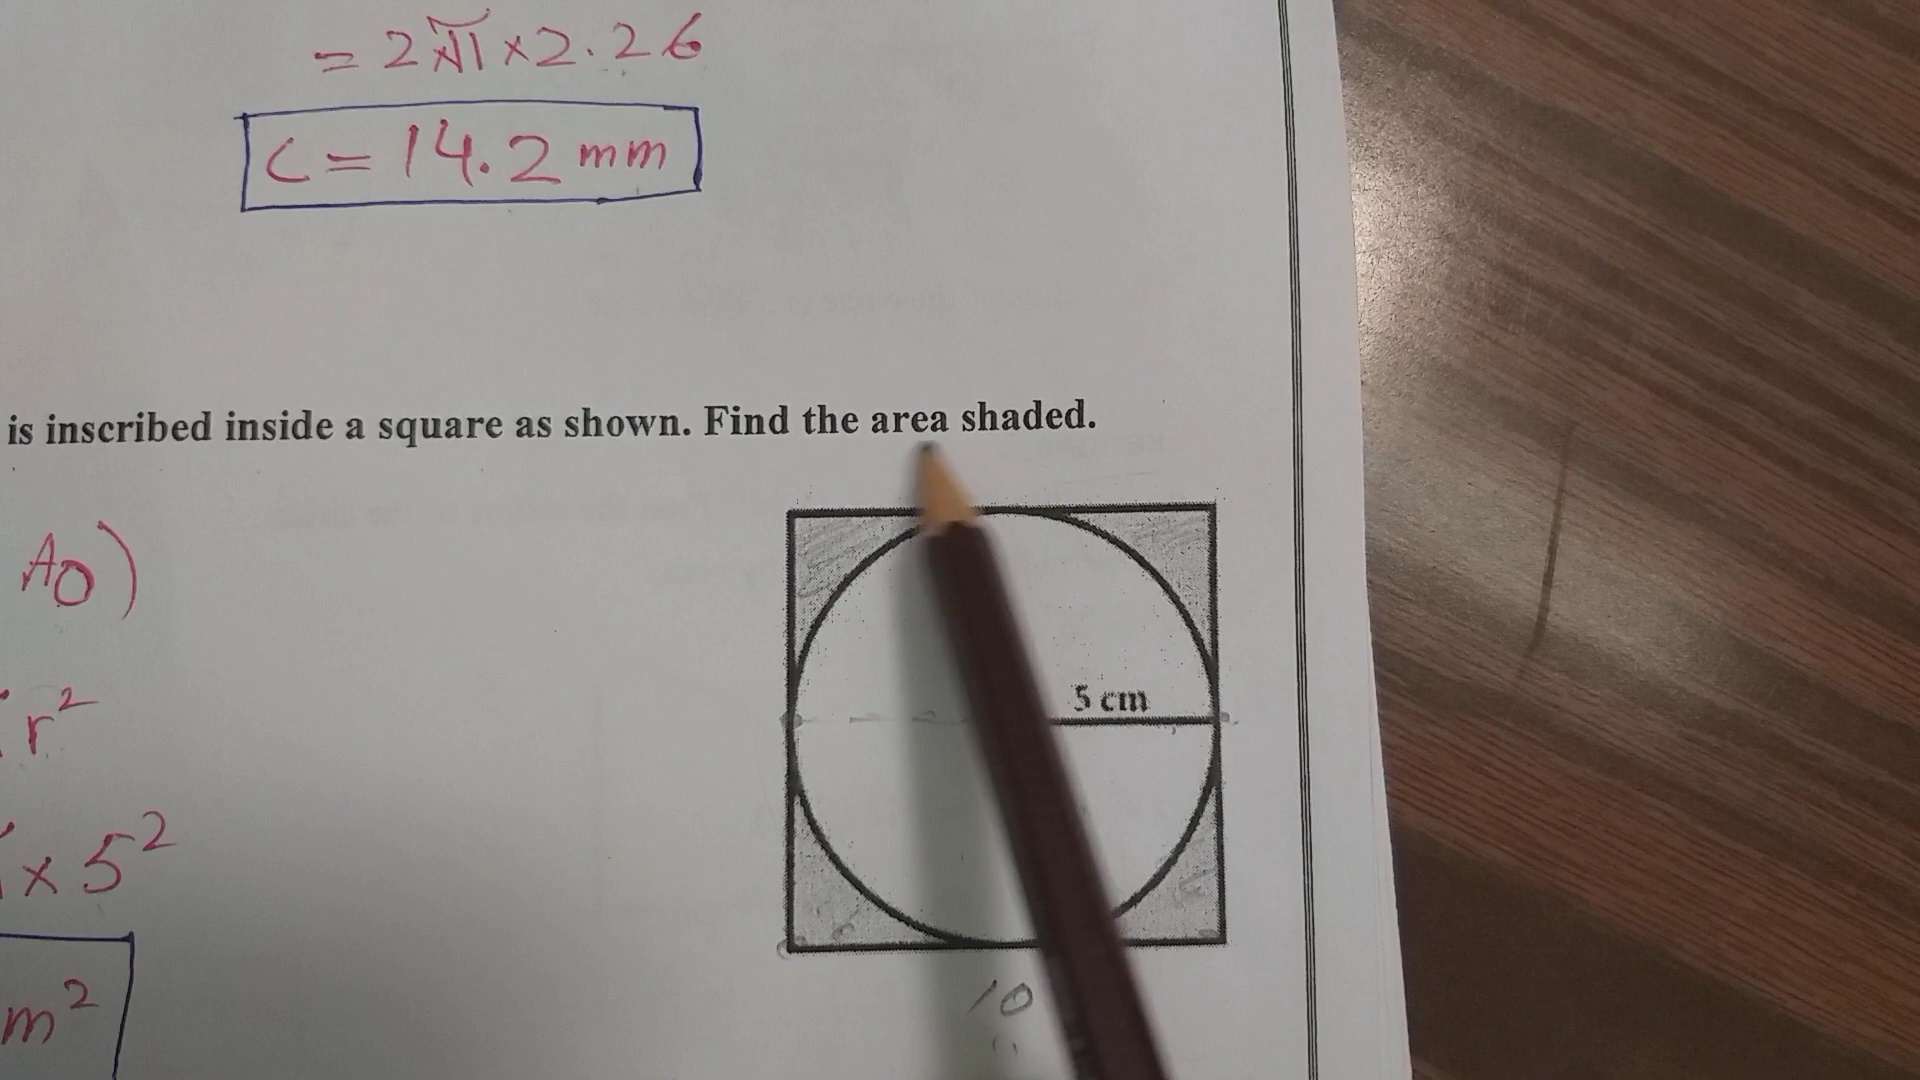 = 2π × 2.26
C = 14.2 mm
is inscribed inside a square as shown. Find the area shaded.
AO)
r²
5 cm
× 5²
m²
10